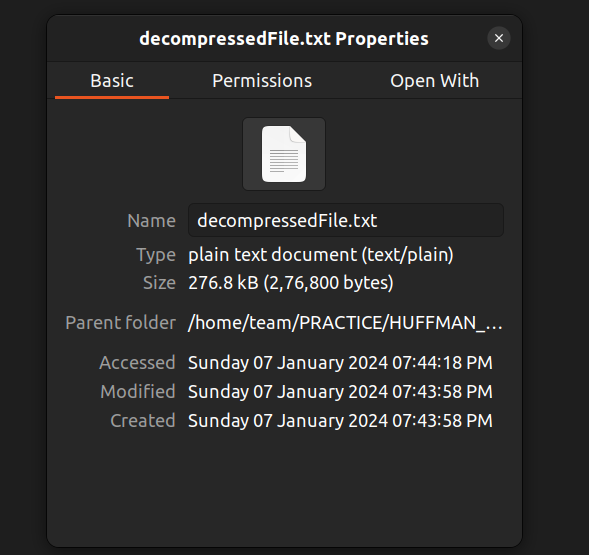 decompressedFile.txt Properties
Basic Permissions Open With
Name decompressedFile.txt
Type plain text document (text/plain)
Size 276.8 kB (2,76,800 bytes)
Parent folder /home/team/PRACTICE/HUFFMAN_...
Accessed Sunday 07 January 2024 07:44:18 PM
Modified Sunday 07 January 2024 07:43:58 PM
Created Sunday 07 January 2024 07:43:58 PM